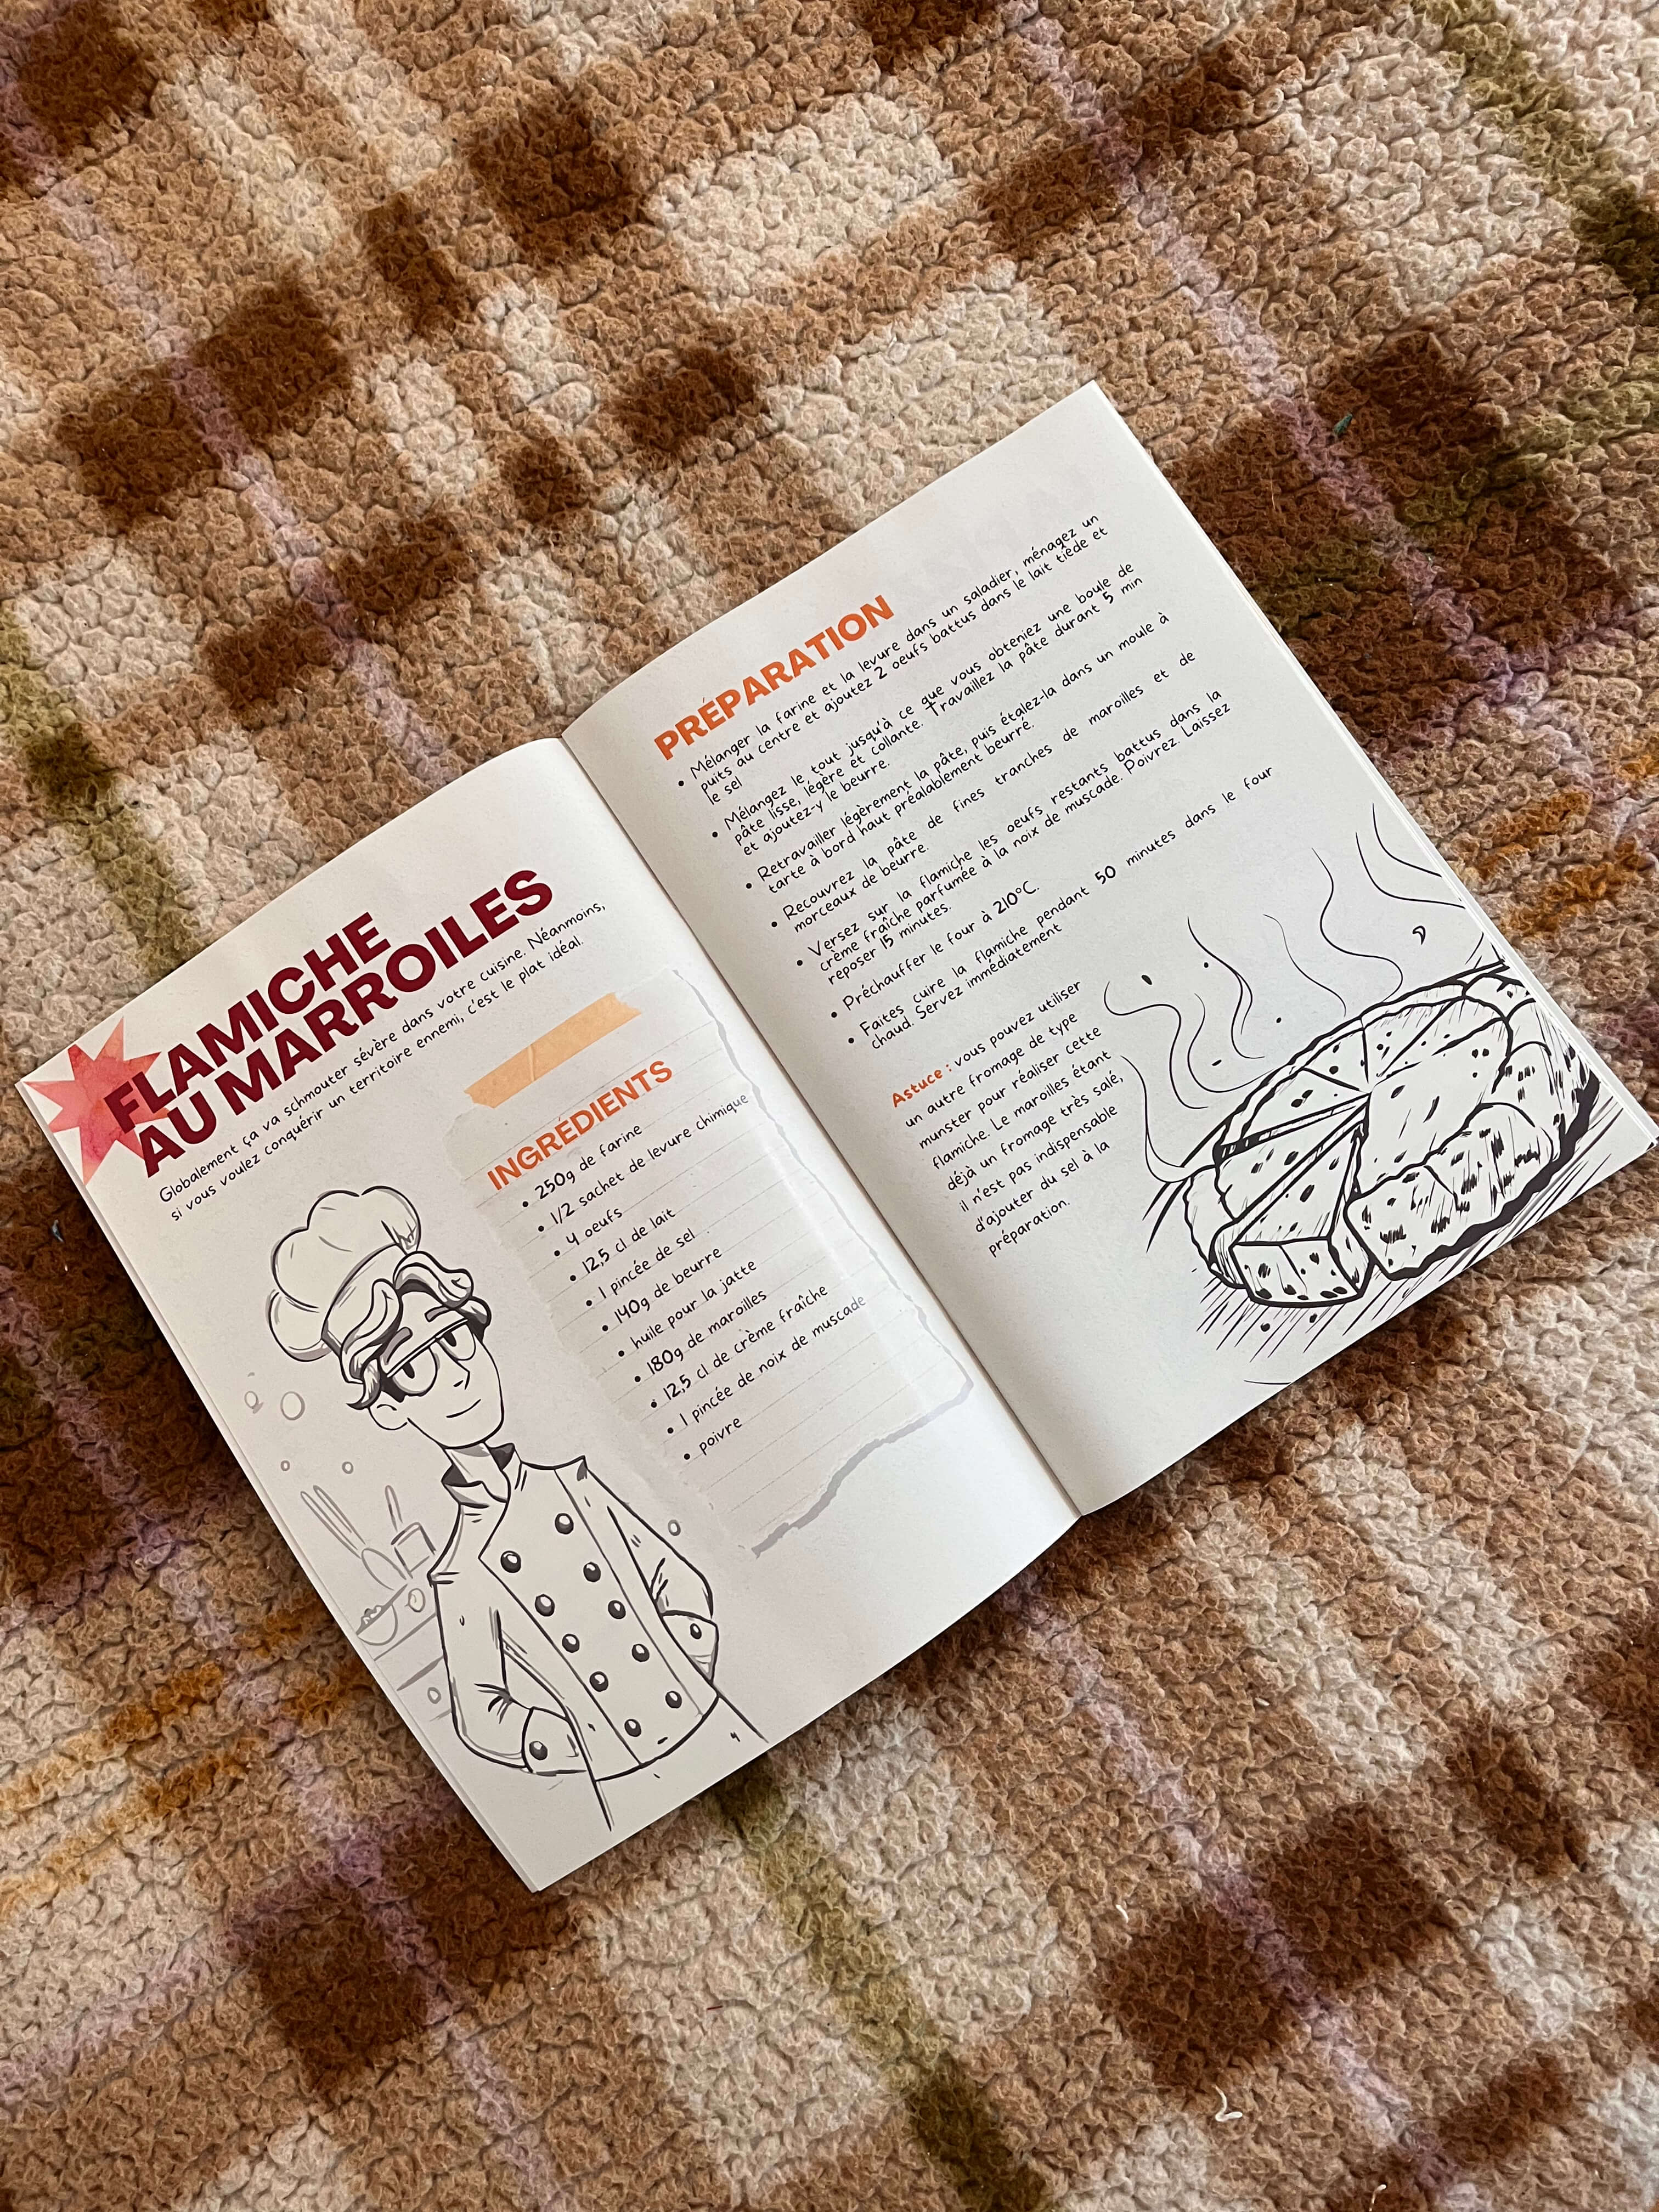 FLAMICHE
AU MARROILES
Globalement ça va schmouter sévère dans votre cuisine. Néanmoins,
si vous voulez conquérir un territoire ennemi, c'est le plat idéal.
INGRÉDIENTS
• 250g de farine
• 1/2 sachet de levure chimique
• 4 oeufs
• 12,5 cl de lait
• 1 pincée de sel
• 140g de beurre
• huile pour la jatte
• 180g de maroilles
• 12,5 cl de crème fraîche
• 1 pincée de noix de muscade
• poivre
PRÉPARATION
• Mélanger la farine et la levure dans un saladier, ménagez un
puits au centre et ajoutez 2 oeufs battus dans le lait tiède et
le sel
• Mélangez le tout jusqu'à ce que vous obteniez une boule de
pâte lisse, légère et collante. Travaillez la pâte durant 5 min
et ajoutez-y le beurre.
• Retravailler légèrement la pâte, puis étalez-la dans un moule à
tarte à bord haut préalablement beurré.
• Recouvrez la pâte de fines tranches de maroilles et de
morceaux de beurre.
• Versez sur la flamiche les oeufs restants battus dans la
crème fraîche parfumée à la noix de muscade. Poivrez. Laissez
reposer 15 minutes.
• Préchauffer le four à 210°C.
• Faites cuire la flamiche pendant 50 minutes dans le four
chaud. Servez immédiatement
Astuce : vous pouvez utiliser
un autre fromage de type
munster pour réaliser cette
flamiche. Le maroilles étant
déjà un fromage très salé,
il n'est pas indispensable
d'ajouter du sel à la
préparation.